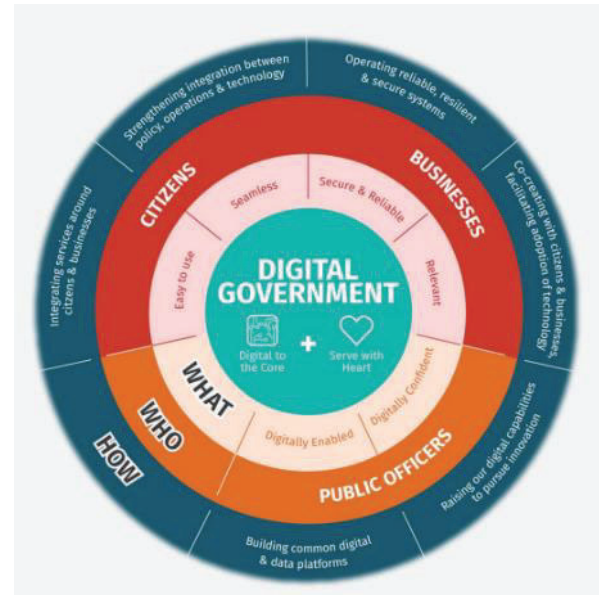 Strengthening integration between
policy, operations & technology
Operating reliable, resilient
& secure systems
Co-creating with citizens & businesses,
facilitating adoption of technology
Raising our digital capabilities
to pursue innovation
Building common digital
& data platforms
HOW
Integrating services around
citzens & businesses
CITIZENS
BUSINESSES
PUBLIC OFFICERS
WHO
Easy to use
Seamless
Secure & Reliable
Relevant
Digitally Confident
Digitally Enabled
WHAT
DIGITAL
GOVERNMENT
Digital to
the Core
+
Serve with
Heart